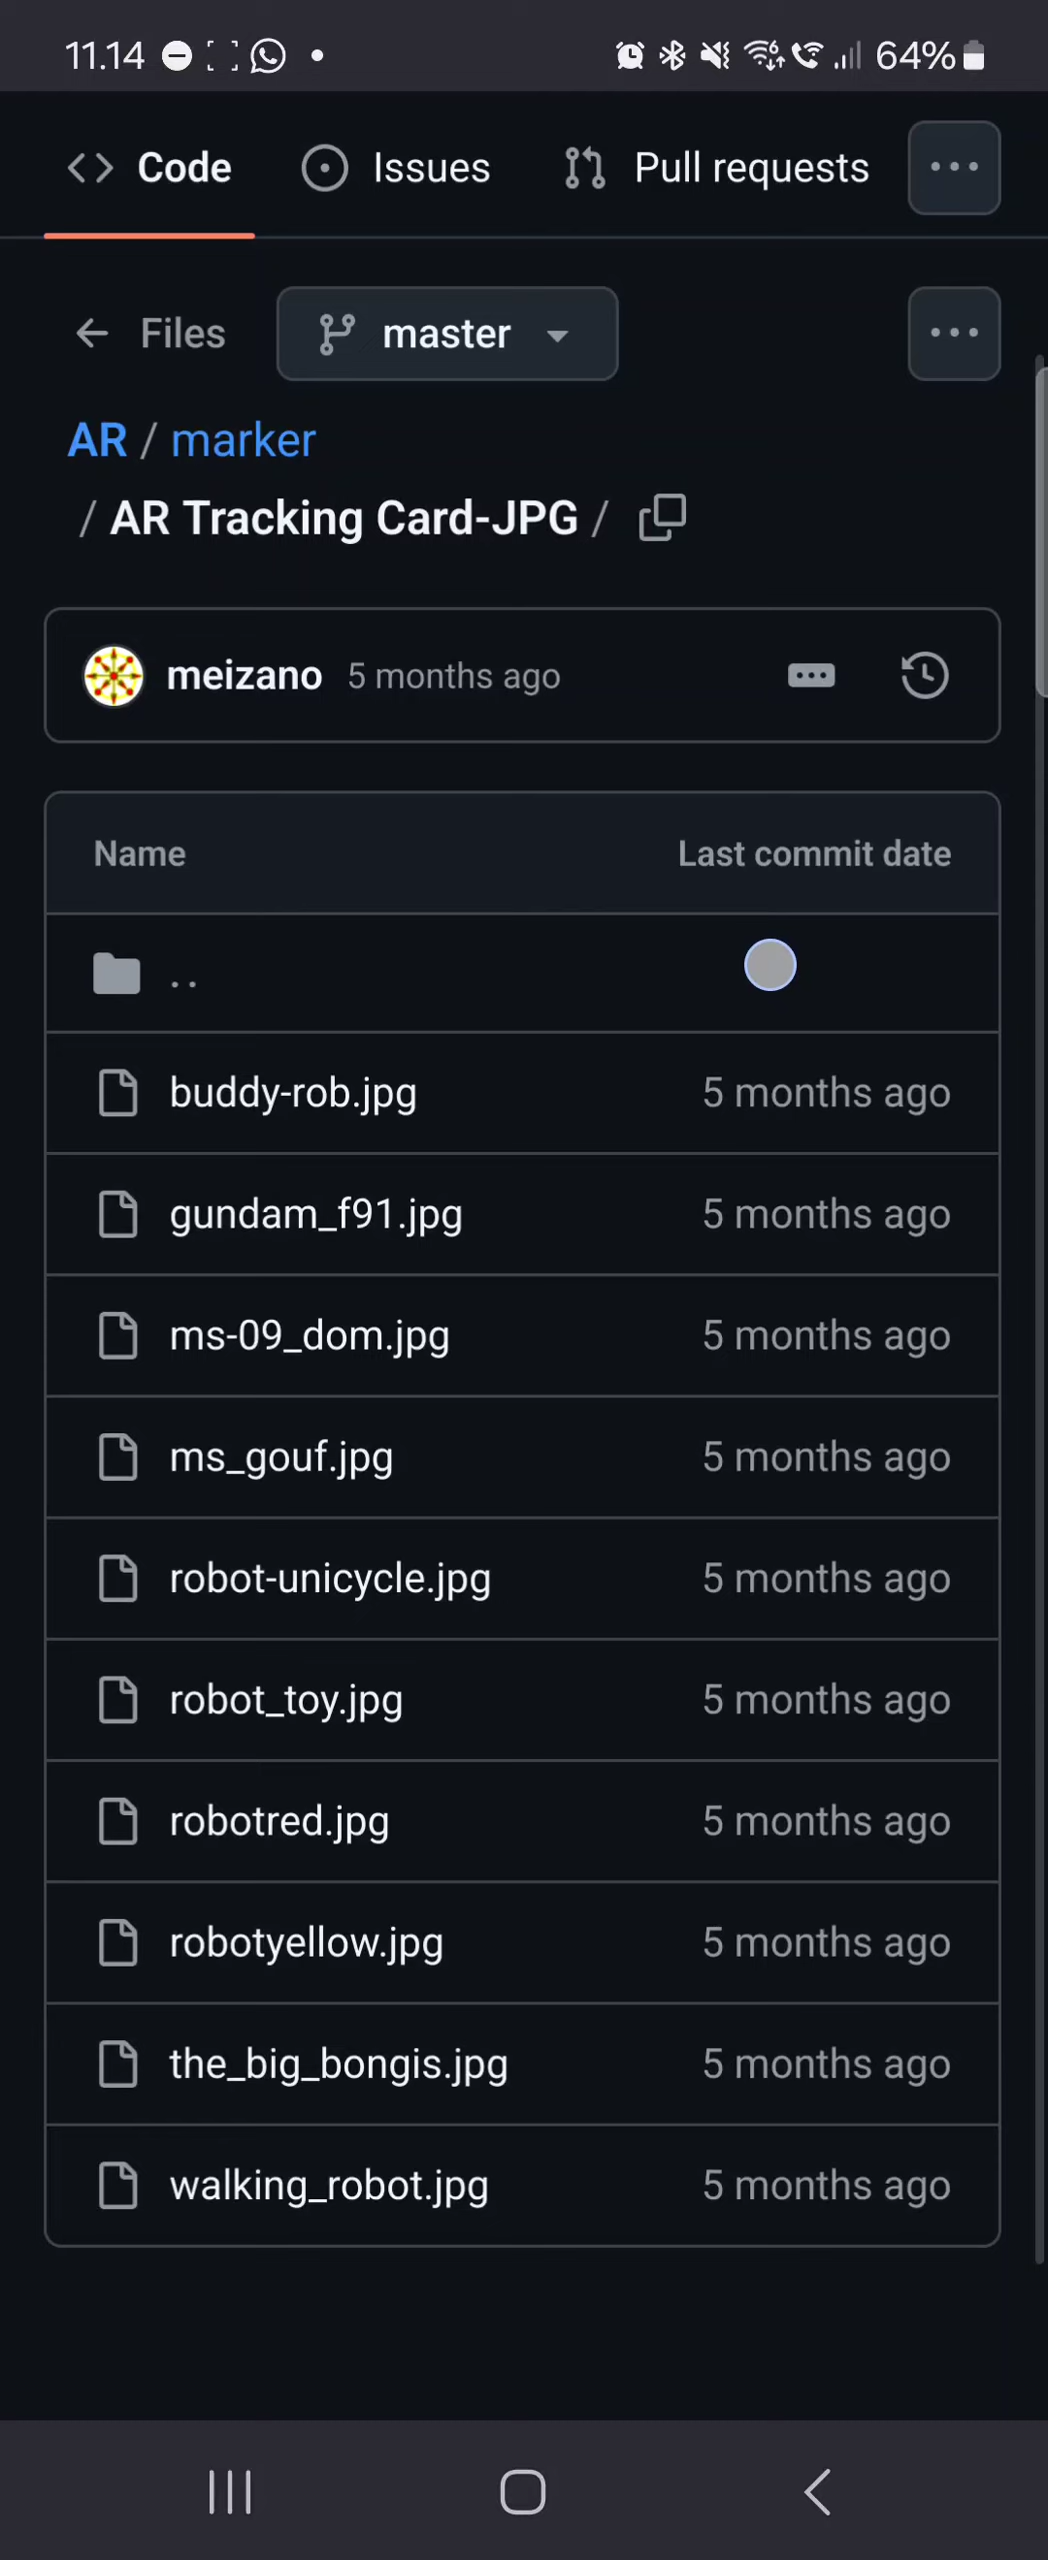 11.14 64%
Code Issues Pull requests
Files master
AR / marker
/ AR Tracking Card-JPG /
meizano 5 months ago
Name Last commit date
..
buddy-rob.jpg 5 months ago
gundam_f91.jpg 5 months ago
ms-09_dom.jpg 5 months ago
ms_gouf.jpg 5 months ago
robot-unicycle.jpg 5 months ago
robot_toy.jpg 5 months ago
robotred.jpg 5 months ago
robotyellow.jpg 5 months ago
the_big_bongis.jpg 5 months ago
walking_robot.jpg 5 months ago